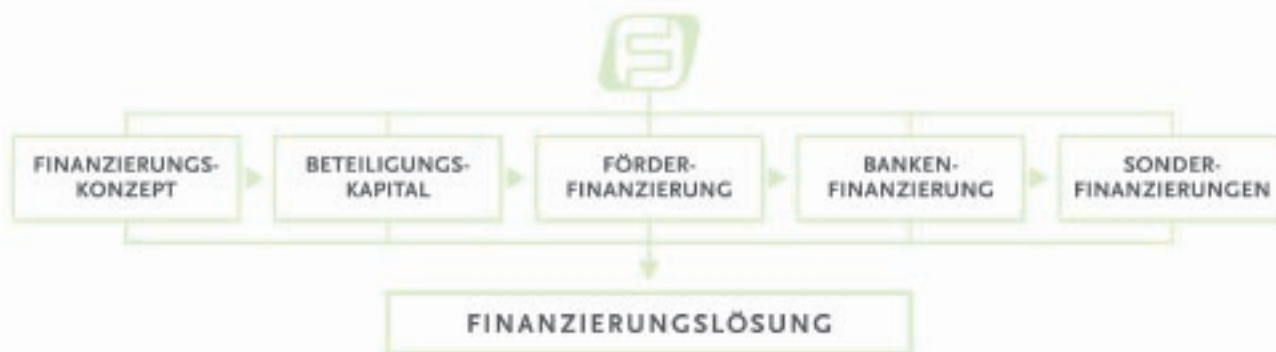 FINANZIERUNGS-
KONZEPT
BETEILIGUNGS-
KAPITAL
FÖRDER-
FINANZIERUNG
BANKEN-
FINANZIERUNG
SONDER-
FINANZIERUNGEN
FINANZIERUNGSLÖSUNG